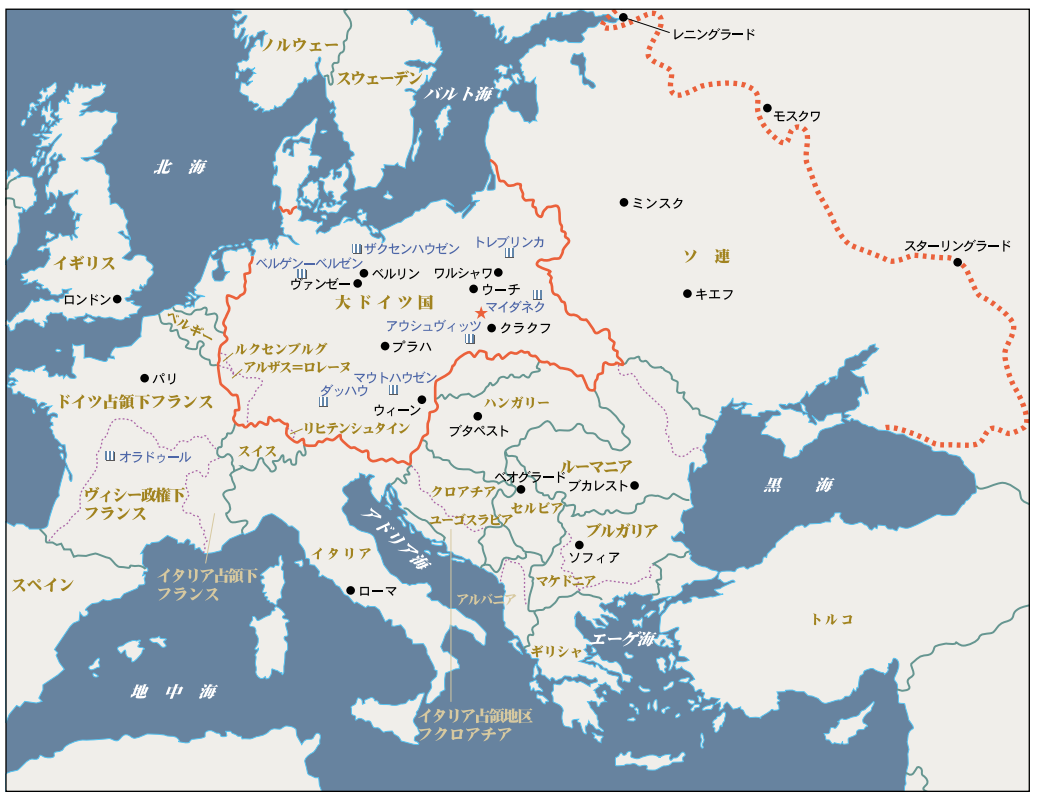 レニングラード
ノルウェー
スウェーデン
バルト海
モスクワ
北 海
ミンスク
トレブリンカ
ザクセンハウゼン
スターリングラード
イギリス
ベルゲンーベルゼン
ソ 連
ベルリン
ワルシャワ
ヴァンゼー
ウーチ
キエフ
ロンドン
大ドイツ国
マイダネク
ベルギー
アウシュヴィッツ
クラクフ
ルクセンブルグ
プラハ
アルザス=ロレーヌ
パリ
マウトハウゼン
ダッハウ
ドイツ占領下フランス
ウィーン
ハンガリー
リヒテンシュタイン
ブタペスト
スイス
オラドゥール
ルーマニア
ベオグラード
ブカレスト
黒 海
クロアチア
ヴィシー政権下
フランス
セルビア
ユーゴスラビア
アドリア海
ブルガリア
イタリア
ソフィア
スペイン
イタリア占領下
フランス
マケドニア
ローマ
アルバニア
トルコ
エーゲ海
ギリシャ
地 中 海
イタリア占領地区
フクロアチア